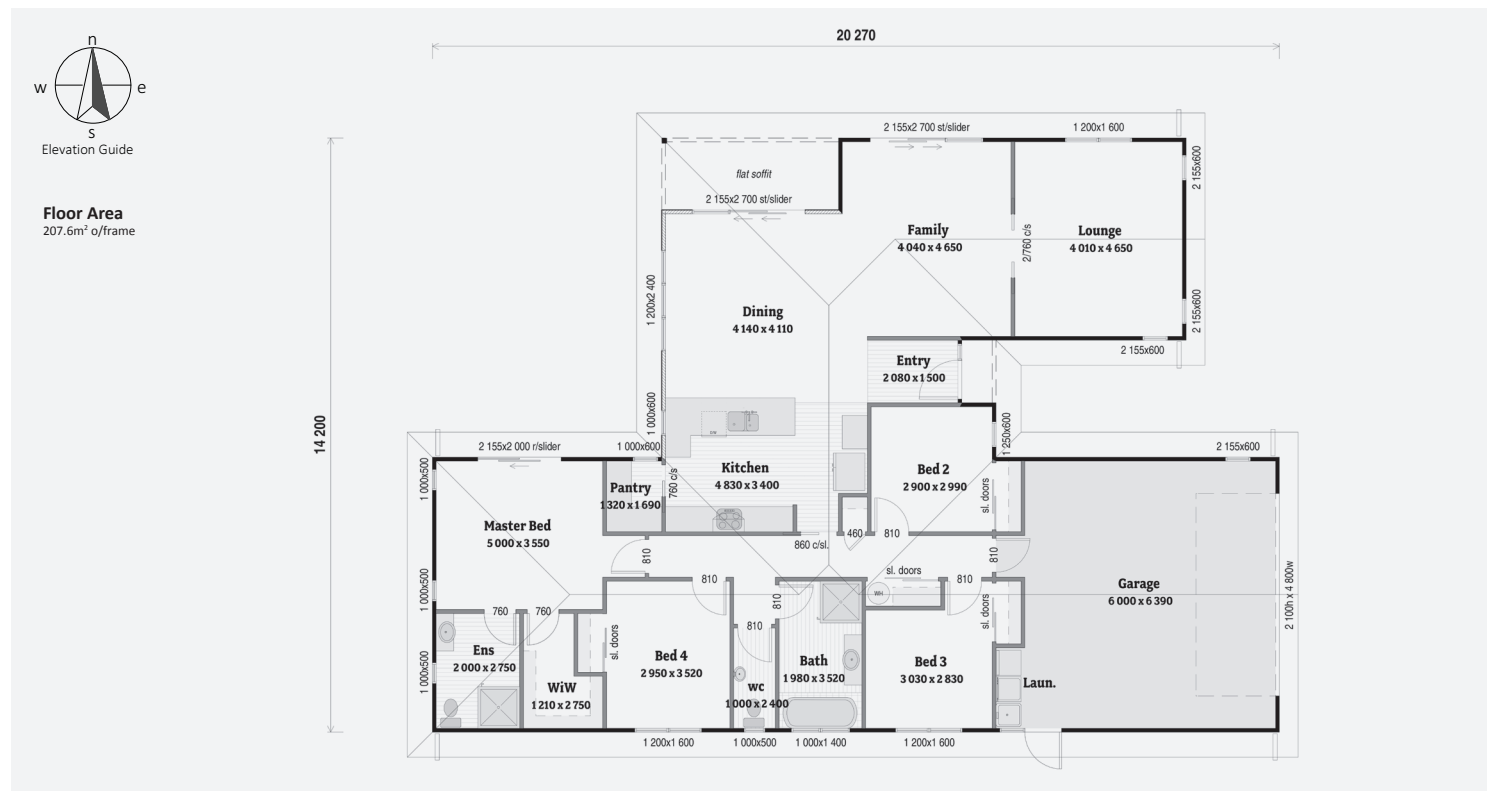 20 270
n
w e
s
Elevation Guide
Floor Area
207.6m² o/frame
14 200
2 155x2 700 st/slider
1 200x1 600
2 155x600
flat soffit
2 155x2 700 st/slider
Family
4 040 x 4 650
2/760 c/s
Lounge
4 010 x 4 650
1 200x2 400
Dining
4 140 x 4 110
2 155x600
2 155x600
Entry
2 080 x 1 500
1 000x600
D/W
1 250x600
2 155x2 000 r/slider
1 000x600
2 155x600
1 000x500
Pantry
1 320 x 1 690
760 c/s
Kitchen
4 830 x 3 400
Bed 2
2 900 x 2 990
sl. doors
Master Bed
5 000 x 3 550
460
810
810
860 c/sl.
810
1 000x500
810
sl. doors
WH
810
Garage
6 000 x 6 390
2 100h x 4 800w
760
760
810
810
sl. doors
sl. doors
Ens
2 000 x 2 750
Bed 4
2 950 x 3 520
Bath
1 980 x 3 520
Bed 3
3 030 x 2 830
1 000x500
WiW
1 210 x 2 750
wc
1 000 x 2 400
Laun.
1 200x1 600
1 000x500
1 000x1 400
1 200x1 600